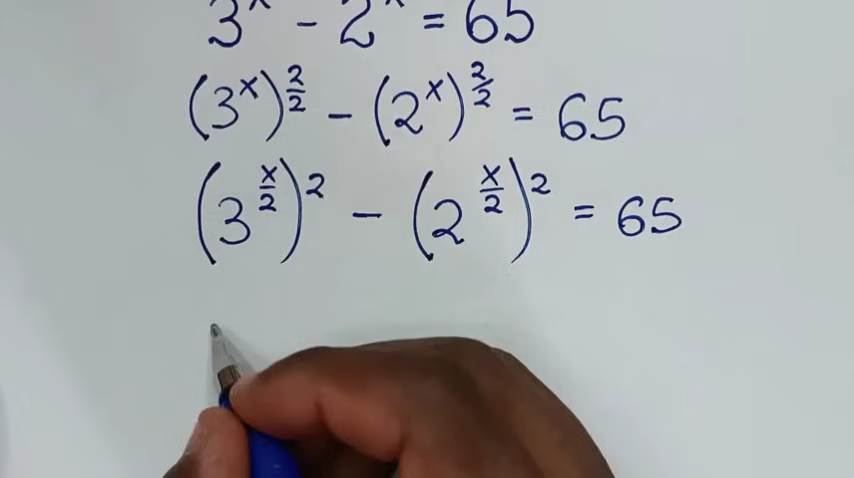 3^x - 2^x = 65
(3^x)^{2/2} - (2^x)^{2/2} = 65
(3^{x/2})^2 - (2^{x/2})^2 = 65